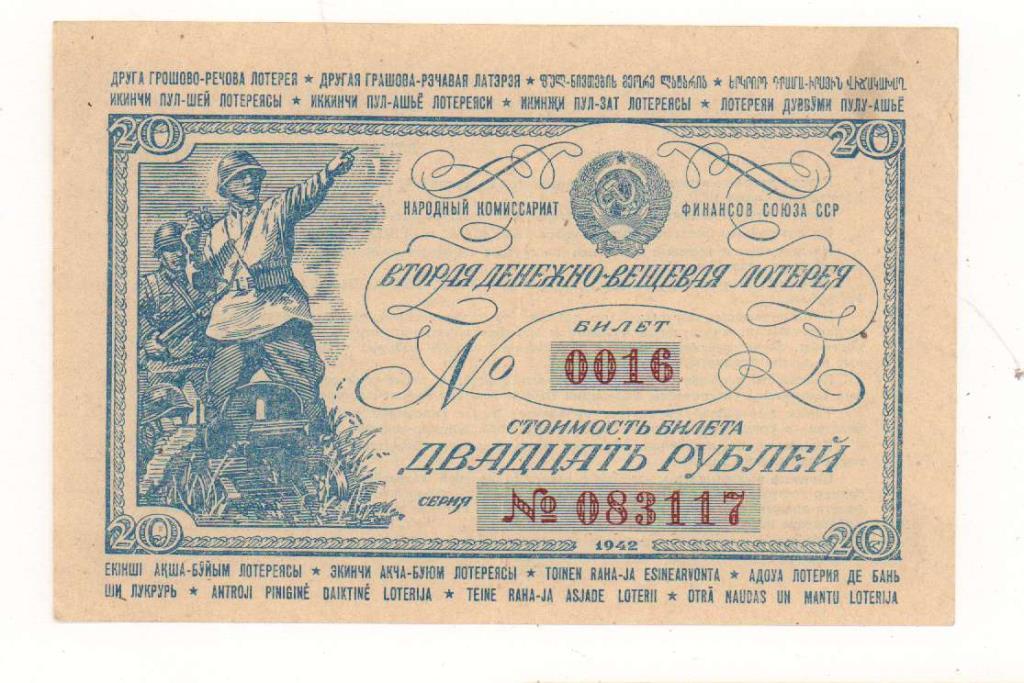 ДРУГА ГРОШОВО-РЕЧОВА ЛОТЕРЕЯ ★ ДРУГАЯ ГРАШОВА-РЭЧАВАЯ ЛАТЭРЭЯ ★ ФУЛ-ՆԻՎԹԵՐԻ
ИКИНЧИ ПУЛ-ШЕЙ ЛОТЕРЕЯСЫ ★ ИККИНЧИ ПУЛ-АШЬЁ ЛОТЕРЕЯСИ ★ ИКИНЖИ ПУЛ-ЗАТ ЛОТЕРЕЯСЫ ★ ЛОТЕРЕЯИ ДУВВӮМИ ПУЛУ-АШЬЁ
20 20
НАРОДНЫЙ КОМИССАРИАТ ФИНАНСОВ СОЮЗА ССР
ВТОРАЯ ДЕНЕЖНО-ВЕЩЕВАЯ ЛОТЕРЕЯ
БИЛЕТ
№ 0016
СТОИМОСТЬ БИЛЕТА
ДВАДЦАТЬ РУБЛЕЙ
СЕРИЯ № 083117
20 1942 20
ЕКІНШІ АҚША-БҰЙЫМ ЛОТЕРЕЯСЫ ★ ЭКИНЧИ АКЧА-БУЮМ ЛОТЕРЕЯСЫ ★ TOINEN RAHA-JA ESINEARVONTA ★ АДОУА ЛОТЕРИЯ ДЕ БАНЬ
ШИ ЛУКРУРЬ ★ ANTROJI PINIGINĖ DAIKTINĖ LOTERIJA ★ TEINE RAHA-JA ASJADE LOTERII ★ OTRĀ NAUDAS UN MANTU LOTERIJA